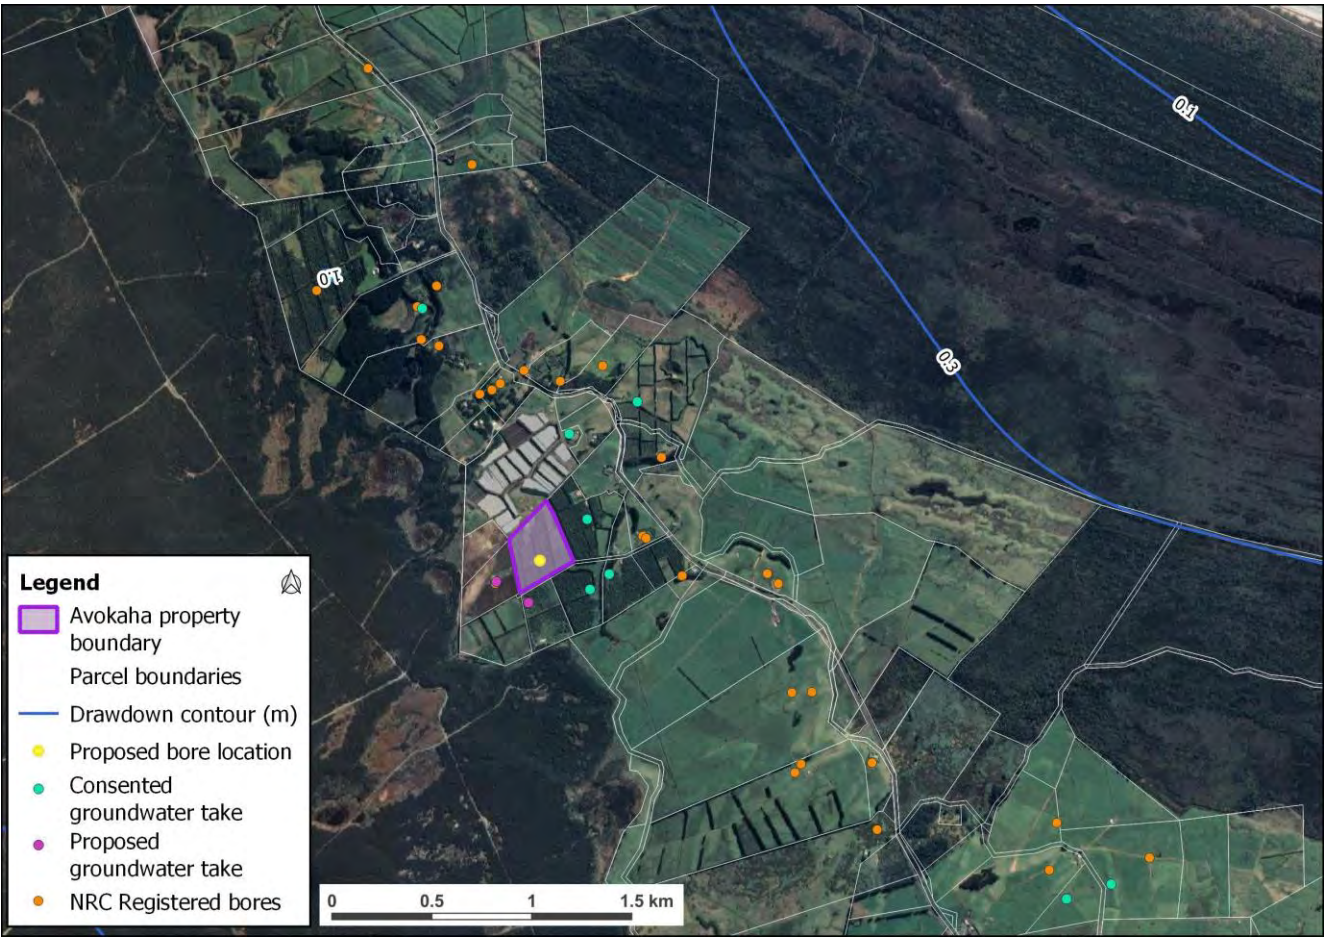 0.1
1.0
0.3
Legend
Avokaha property
boundary
Parcel boundaries
Drawdown contour (m)
Proposed bore location
Consented
groundwater take
Proposed
groundwater take
NRC Registered bores
0 0.5 1 1.5 km